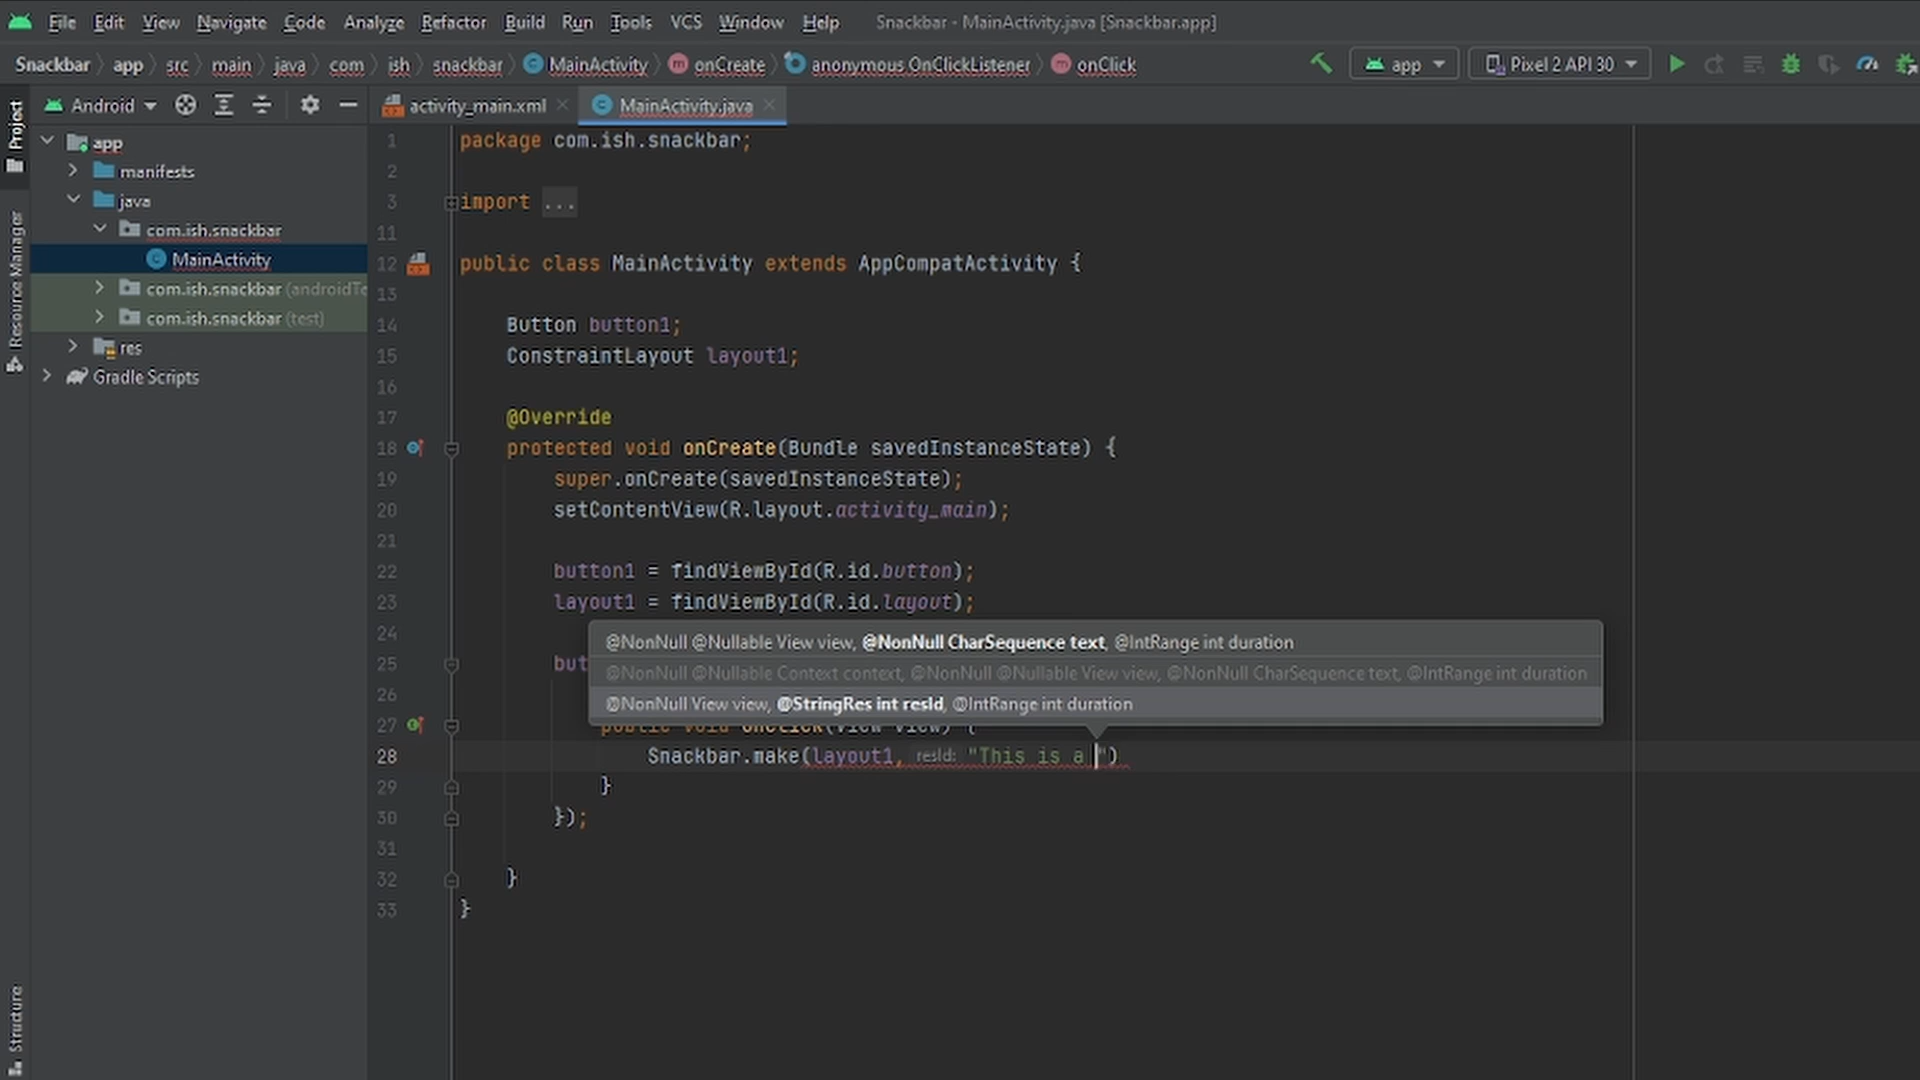 File Edit View Navigate Code Analyze Refactor Build Run Tools VCS Window Help Snackbar - MainActivity.java [Snackbar.app]
Snackbar app src main java com ish snackbar MainActivity onCreate anonymous OnClickListener onClick app Pixel 2 API 30
Project
Resource Manager
Structure
Android
app
manifests
java
com.ish.snackbar
MainActivity
com.ish.snackbar (androidTe
com.ish.snackbar (test)
res
Gradle Scripts
activity_main.xml MainActivity.java
1 package com.ish.snackbar;
2
3 import ...
11
12 public class MainActivity extends AppCompatActivity {
13
14 Button button1;
15 ConstraintLayout layout1;
16
17 @Override
18 protected void onCreate(Bundle savedInstanceState) {
19 super.onCreate(savedInstanceState);
20 setContentView(R.layout.activity_main);
21
22 button1 = findViewById(R.id.button);
23 layout1 = findViewById(R.id.layout);
24
@NonNull @Nullable View view, @NonNull CharSequence text, @IntRange int duration
25 but
@NonNull @Nullable Context context, @NonNull @Nullable View view, @NonNull CharSequence text, @IntRange int duration
26
@NonNull View view, @StringRes int resId, @IntRange int duration
27 public void onClick(View view) {
28 Snackbar.make(layout1, resId: "This is a ")
29 }
30 });
31
32 }
33 }